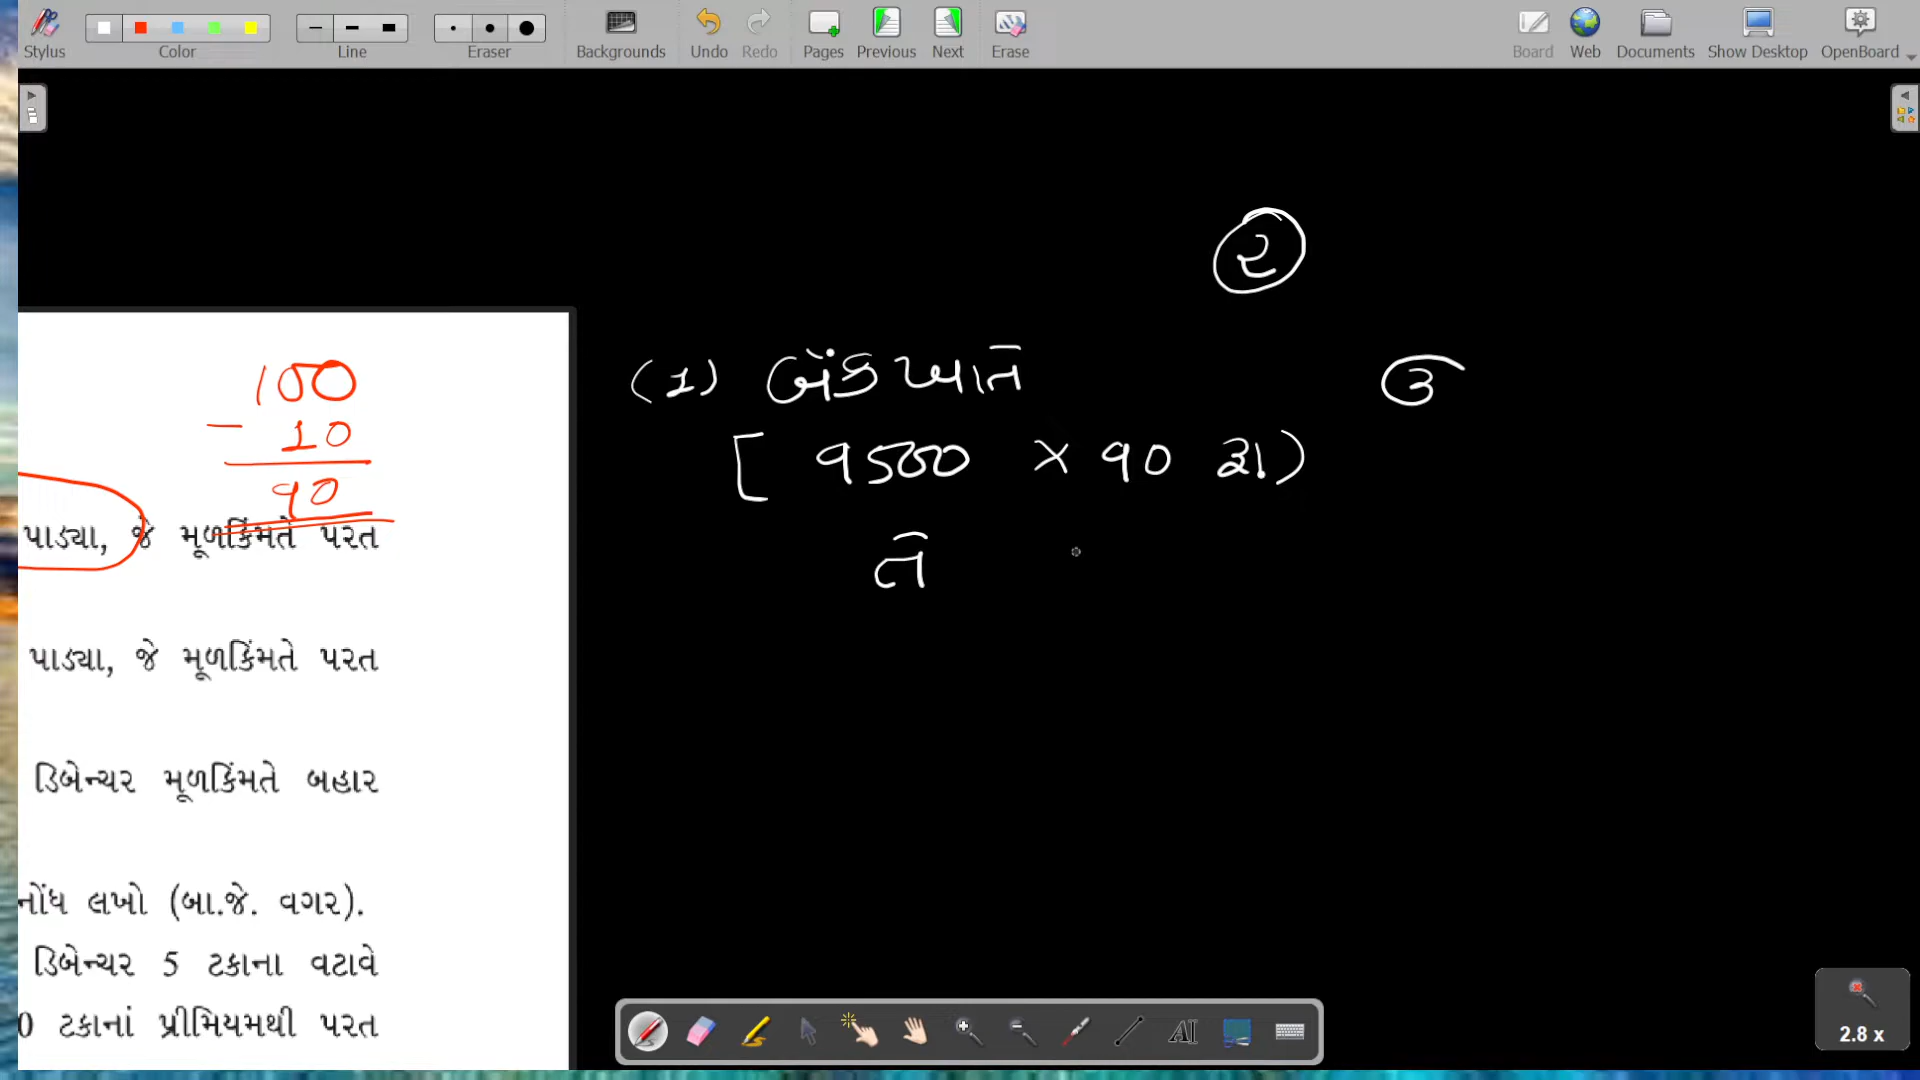 Stylus Color Line Eraser Backgrounds Undo Redo Pages Previous Next Erase Board Web Documents Show Desktop OpenBoard
૨
100
- 10
90
પાડ્યા, જે મૂળકિંમતે પરત
પાડ્યા, જે મૂળકિંમતે પરત
ડિબેન્ચર મૂળકિંમતે બહાર
નોંધ લખો (બા.જે. વગર).
ડિબેન્ચર 5 ટકાના વટાવે
0 ટકાનાં પ્રીમિયમથી પરત
(1) બેંક ખાતે ઉ
[ 9500 × 90 રૂા)
તે
2.8 x